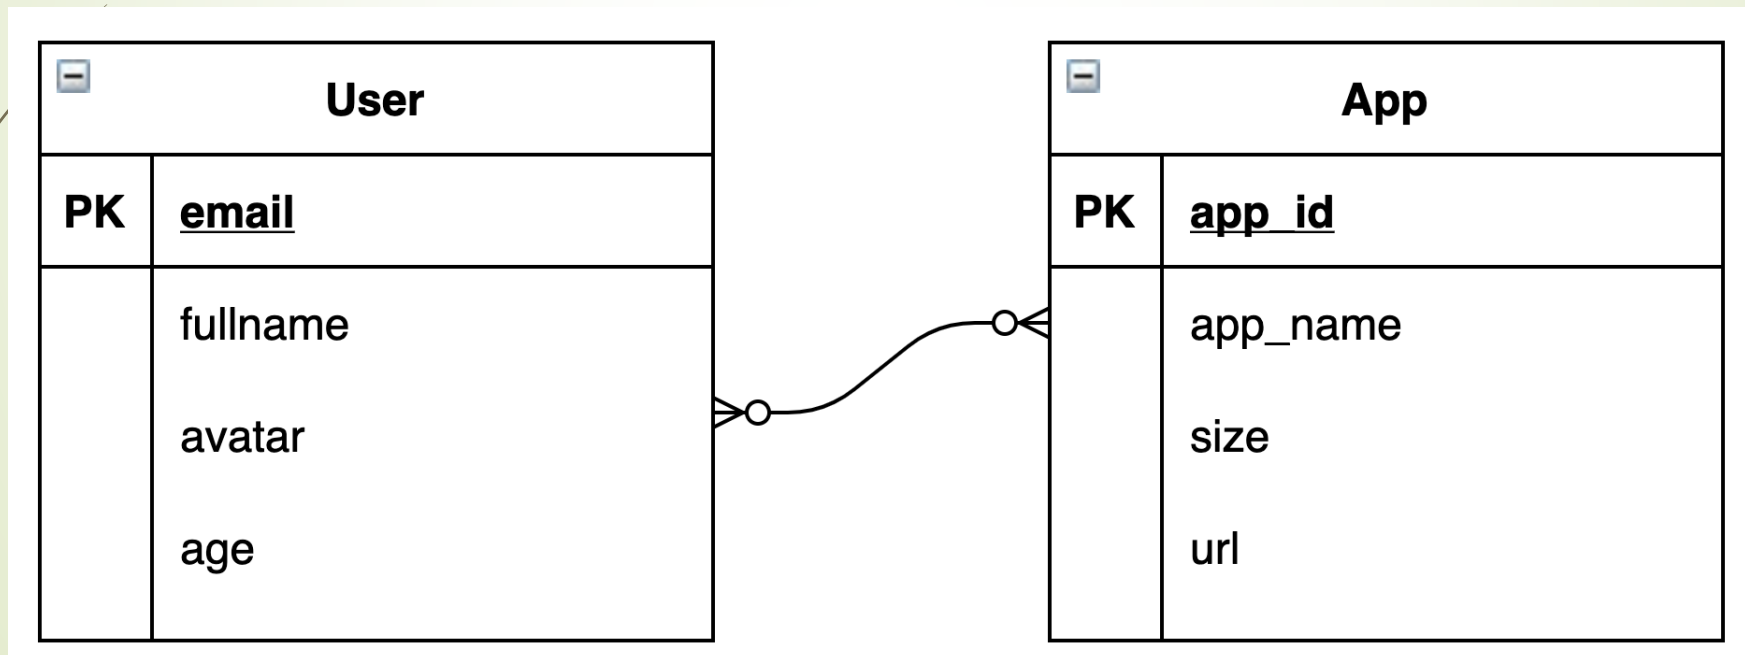 User
PK email
fullname
avatar
age
App
PK app_id
app_name
size
url